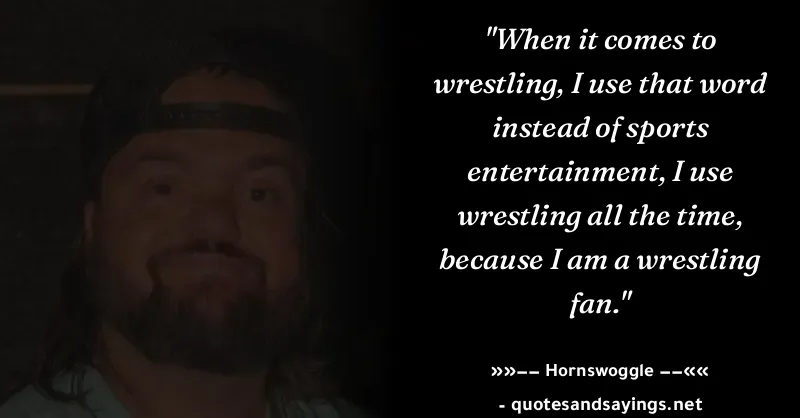 "When it comes to
wrestling, I use that word
instead of sports
entertainment, I use
wrestling all the time,
because I am a wrestling
fan."
»»−− Hornswoggle −−««
- quotesandsayings.net